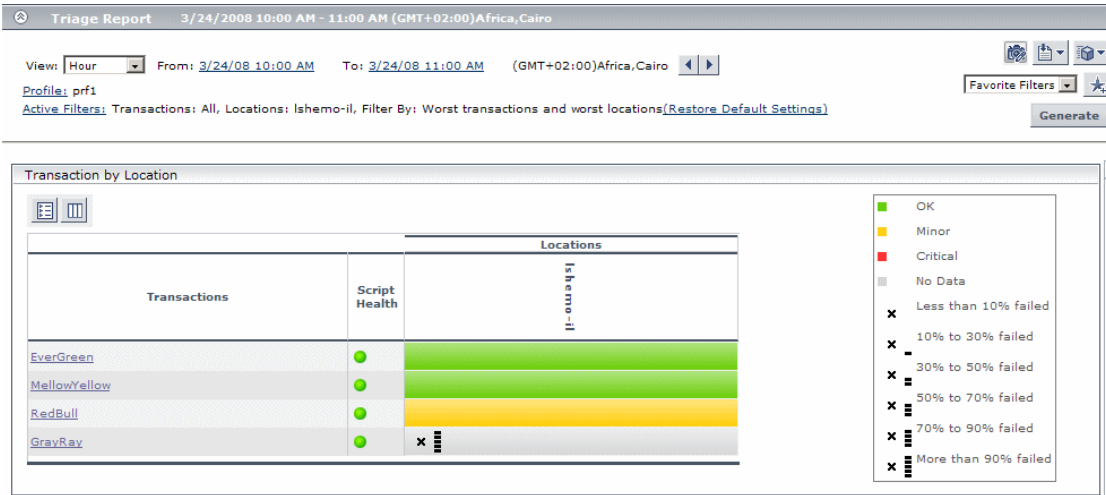 Triage Report 3/24/2008 10:00 AM - 11:00 AM (GMT+02:00)Africa,Cairo
View: Hour From: 3/24/08 10:00 AM To: 3/24/08 11:00 AM (GMT+02:00)Africa,Cairo
Profile: prf1
Favorite Filters
Active Filters: Transactions: All, Locations: lshemo-il, Filter By: Worst transactions and worst locations(Restore Default Settings)
Generate
Transaction by Location
Locations
Transactions
Script
Health
lshemo-il
EverGreen
MellowYellow
RedBull
GrayRay
OK
Minor
Critical
No Data
Less than 10% failed
10% to 30% failed
30% to 50% failed
50% to 70% failed
70% to 90% failed
More than 90% failed